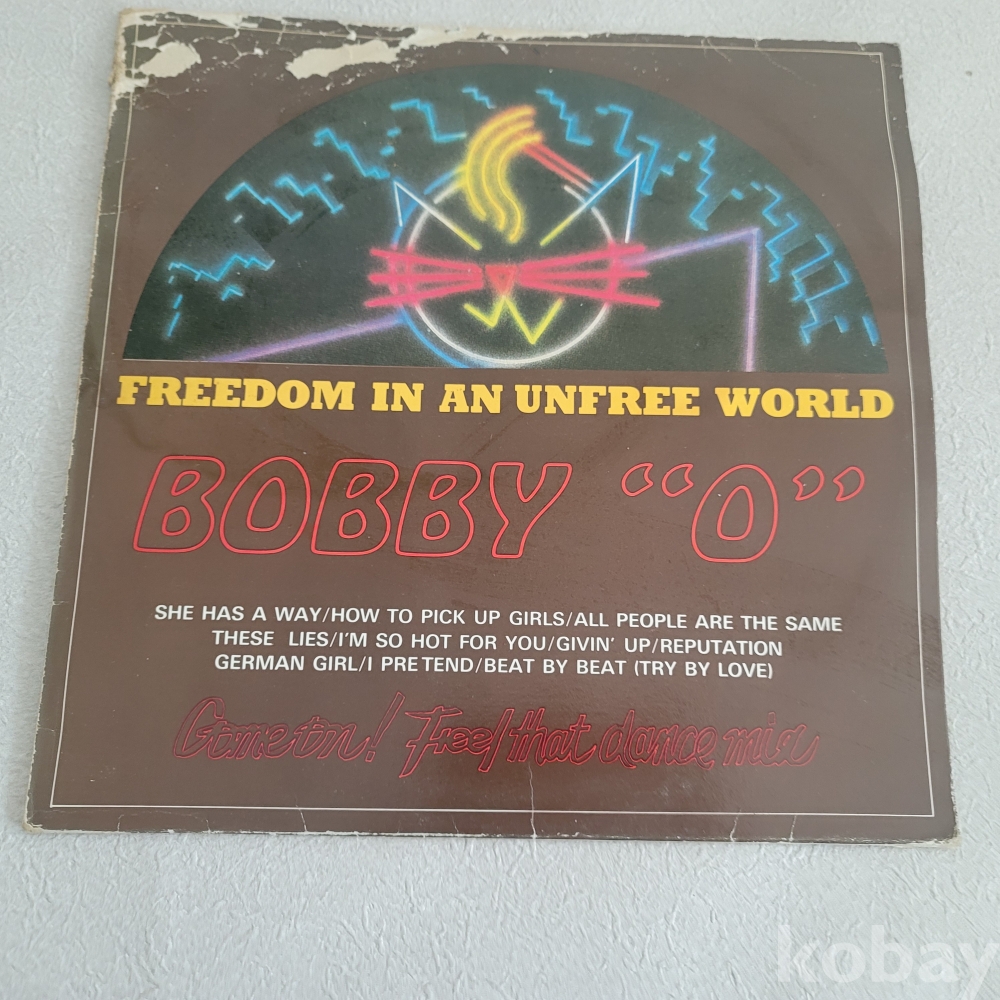 FREEDOM IN AN UNFREE WORLD
BOBBY “O”
SHE HAS A WAY/HOW TO PICK UP GIRLS/ALL PEOPLE ARE THE SAME
THESE LIES/I'M SO HOT FOR YOU/GIVIN' UP/REPUTATION
GERMAN GIRL/I PRETEND/BEAT BY BEAT (TRY BY LOVE)
Come on! Feel that dance mix
kobay